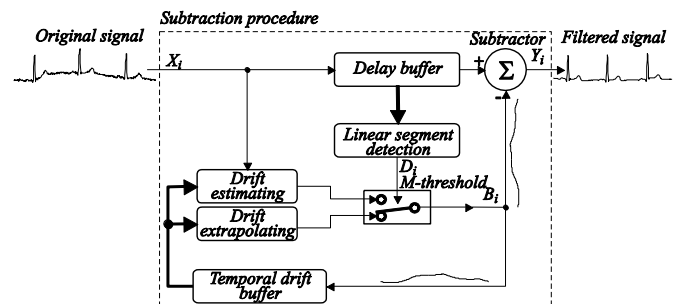 Subtraction procedure
Original signal
Subtractor
Filtered signal
Xi
Delay buffer
+
Σ
Yi
-
Linear segment
detection
Di
M-threshold
Bi
Drift
estimating
Drift
extrapolating
Temporal drift
buffer